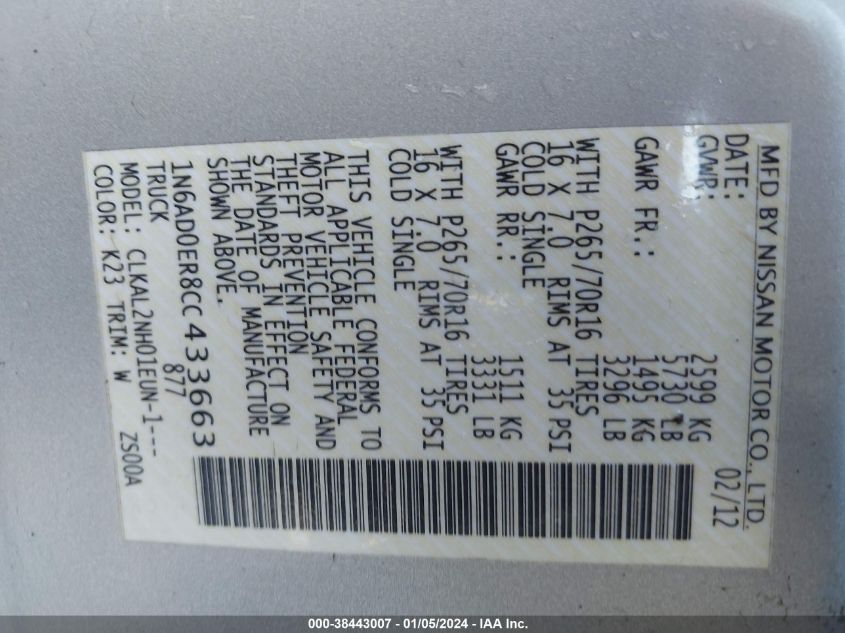 MFD BY NISSAN MOTOR CO., LTD.
DATE: 02/12
GVWR: 2599 KG
5730 LB
GAWR FR.: 1495 KG
3296 LB
WITH P265/70R16 TIRES
16 X 7.0 RIMS AT 35 PSI
COLD SINGLE
GAWR RR.: 1511 KG
3331 LB
WITH P265/70R16 TIRES
16 X 7.0 RIMS AT 35 PSI
COLD SINGLE
THIS VEHICLE CONFORMS TO
ALL APPLICABLE FEDERAL
MOTOR VEHICLE SAFETY AND
THEFT PREVENTION
STANDARDS IN EFFECT ON
THE DATE OF MANUFACTURE
SHOWN ABOVE.
1N6AD0ER8CC433663
TRUCK 877
MODEL: CLKAL2NH01EUN-1---
COLOR: K23 TRIM: W ZS00A
000-38443007 - 01/05/2024 - IAA Inc.